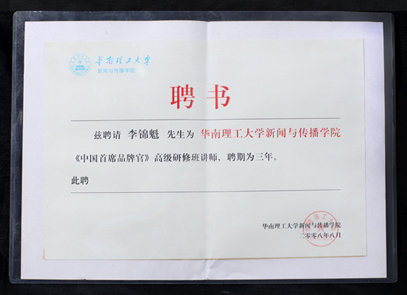 华南理工大学
新闻与传播学院
聘书
兹聘请 李锦魁 先生为 华南理工大学新闻与传播学院
《中国首席品牌官》高级研修班讲师，聘期为三年。
此聘
华南理工大学新闻与传播学院
二零零八年八月